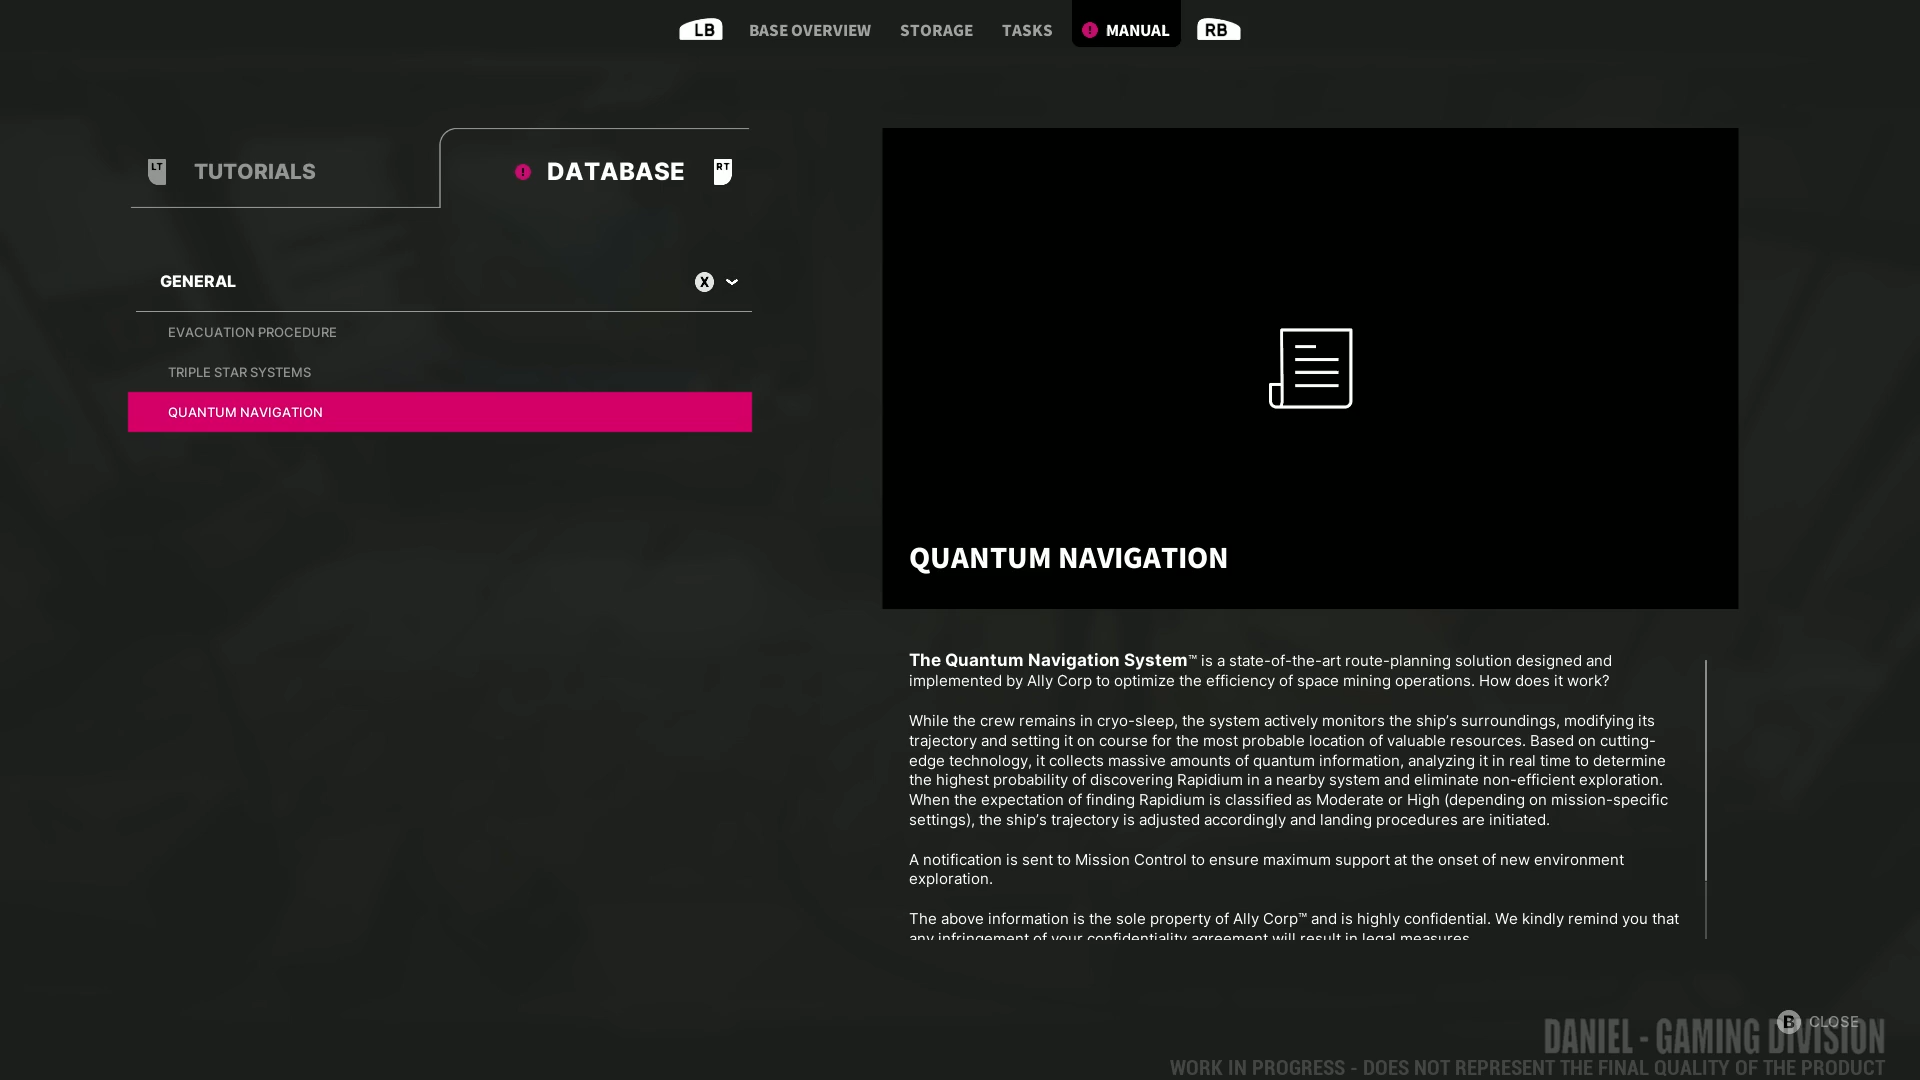 LB BASE OVERVIEW STORAGE TASKS ! MANUAL RB
LT TUTORIALS ! DATABASE RT
GENERAL X
EVACUATION PROCEDURE
TRIPLE STAR SYSTEMS
QUANTUM NAVIGATION
QUANTUM NAVIGATION
The Quantum Navigation System™ is a state-of-the-art route-planning solution designed and
implemented by Ally Corp to optimize the efficiency of space mining operations. How does it work?
While the crew remains in cryo-sleep, the system actively monitors the ship's surroundings, modifying its
trajectory and setting it on course for the most probable location of valuable resources. Based on cutting-
edge technology, it collects massive amounts of quantum information, analyzing it in real time to determine
the highest probability of discovering Rapidium in a nearby system and eliminate non-efficient exploration.
When the expectation of finding Rapidium is classified as Moderate or High (depending on mission-specific
settings), the ship's trajectory is adjusted accordingly and landing procedures are initiated.
A notification is sent to Mission Control to ensure maximum support at the onset of new environment
exploration.
The above information is the sole property of Ally Corp™ and is highly confidential. We kindly remind you that
any infringement of your confidentiality agreement will result in legal measures.
B CLOSE
DANIEL - GAMING DIVISION
WORK IN PROGRESS - DOES NOT REPRESENT THE FINAL QUALITY OF THE PRODUCT